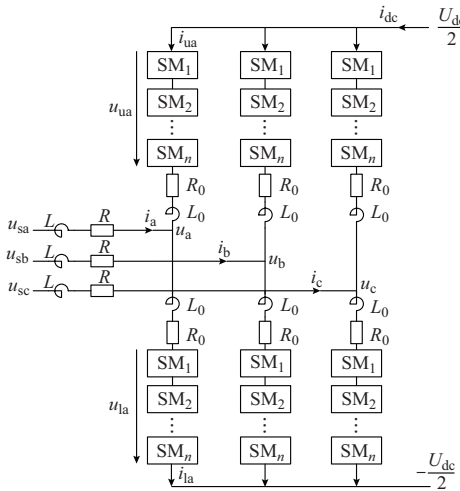 i_dc U_dc/2
i_ua
SM_1 SM_1 SM_1
u_ua SM_2 SM_2 SM_2
SM_n SM_n SM_n
R_0 R_0 R_0
L_0 L_0 L_0
u_sa L R i_a u_a
u_sb L R i_b u_b
u_sc L R i_c u_c
L_0 L_0 L_0
R_0 R_0 R_0
SM_1 SM_1 SM_1
u_la SM_2 SM_2 SM_2
SM_n SM_n SM_n
i_la -U_dc/2